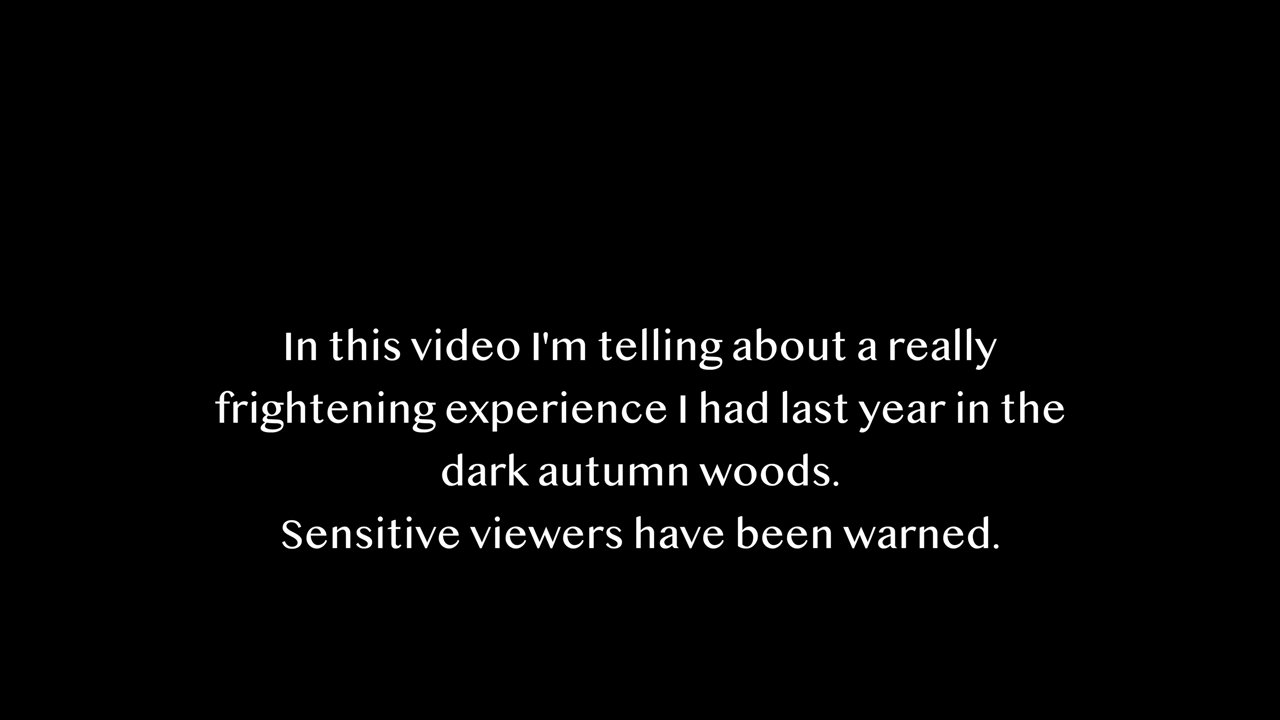 In this video I'm telling about a really
frightening experience I had last year in the
dark autumn woods.
Sensitive viewers have been warned.